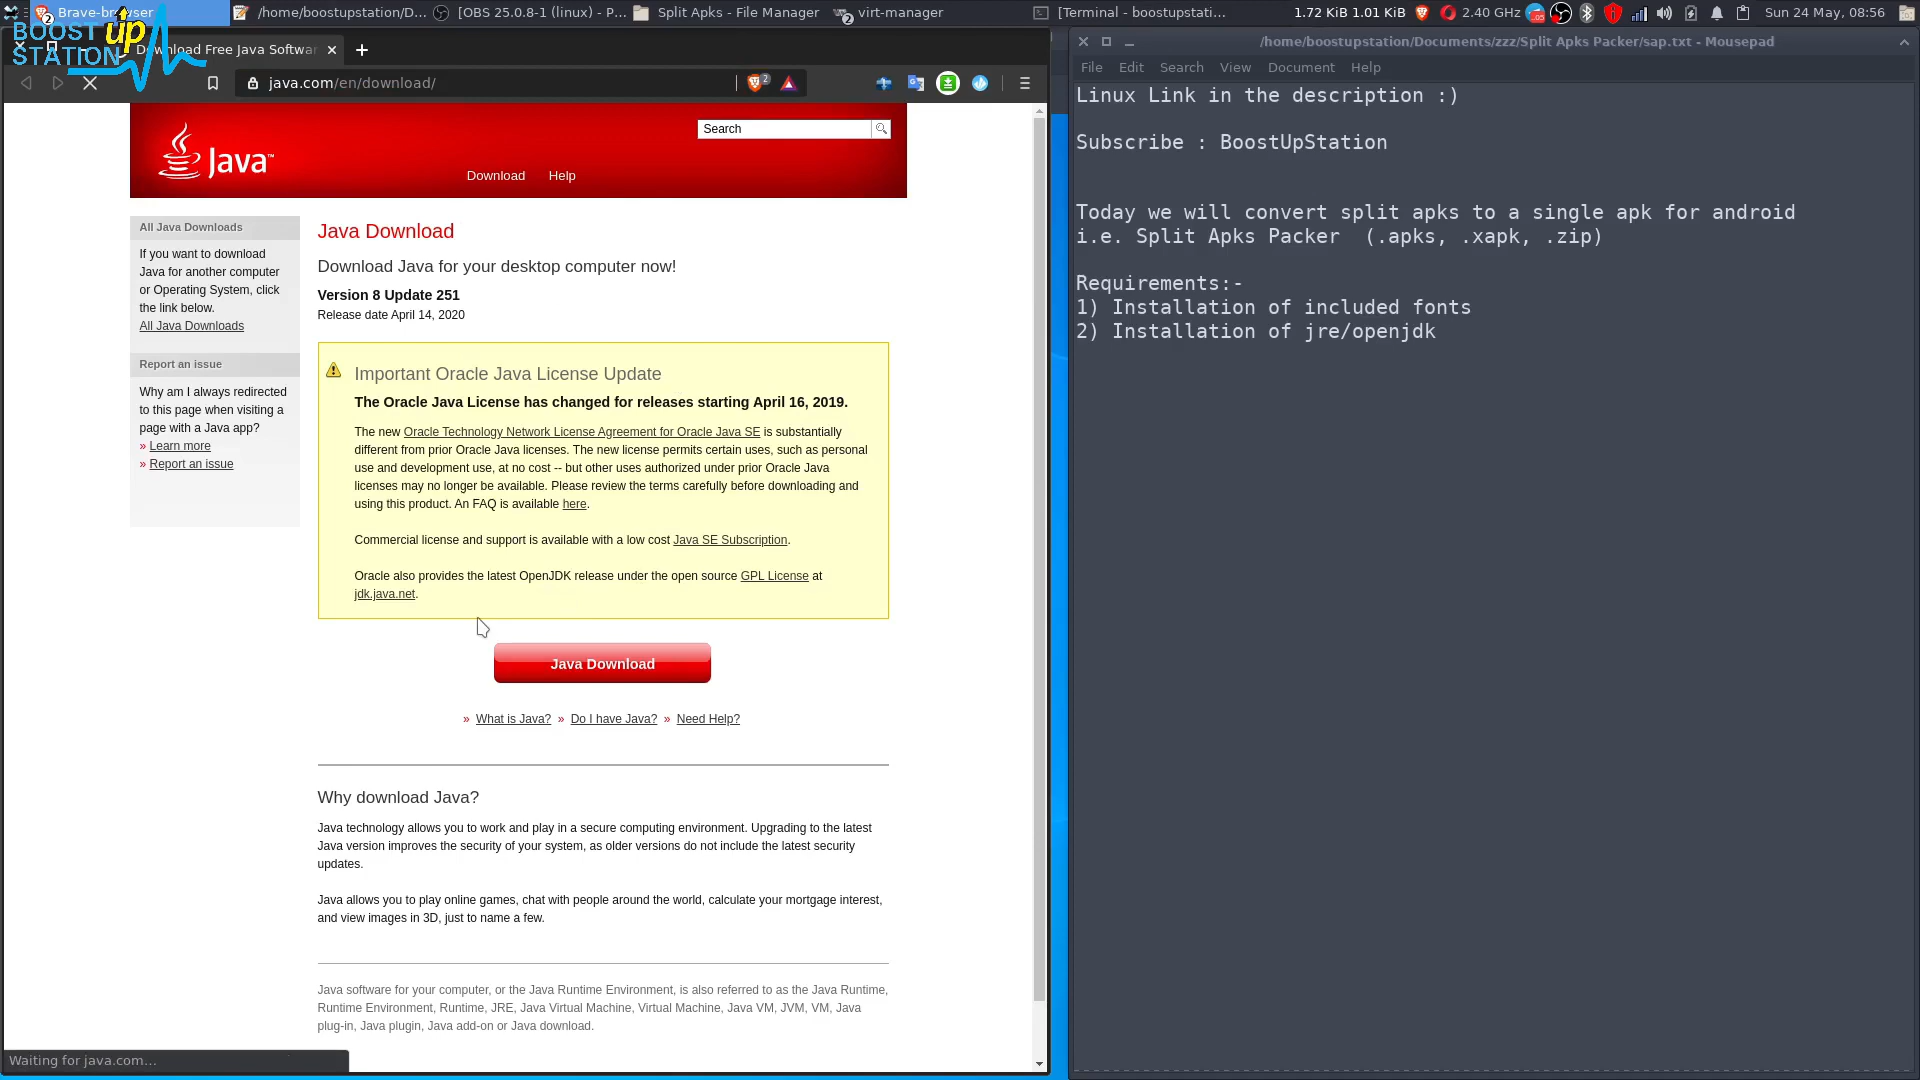 Brave-browser
/home/boostupstation/D...
[OBS 25.0.8-1 (linux) - P...
Split Apks - File Manager
2
virt-manager
[Terminal - boostupstati...
1.72 KiB 1.01 KiB
2.40 GHz
Sun 24 May, 08:56
BOOST up
STATION
Download Free Java Softwar
java.com/en/download/
2
Java™
Search
Download
Help
All Java Downloads
If you want to download
Java for another computer
or Operating System, click
the link below.
All Java Downloads
Report an issue
Why am I always redirected
to this page when visiting a
page with a Java app?
» Learn more
» Report an issue
Java Download
Download Java for your desktop computer now!
Version 8 Update 251
Release date April 14, 2020
Important Oracle Java License Update
The Oracle Java License has changed for releases starting April 16, 2019.
The new Oracle Technology Network License Agreement for Oracle Java SE is substantially
different from prior Oracle Java licenses. The new license permits certain uses, such as personal
use and development use, at no cost -- but other uses authorized under prior Oracle Java
licenses may no longer be available. Please review the terms carefully before downloading and
using this product. An FAQ is available here.
Commercial license and support is available with a low cost Java SE Subscription.
Oracle also provides the latest OpenJDK release under the open source GPL License at
jdk.java.net.
Java Download
» What is Java? » Do I have Java? » Need Help?
Why download Java?
Java technology allows you to work and play in a secure computing environment. Upgrading to the latest
Java version improves the security of your system, as older versions do not include the latest security
updates.
Java allows you to play online games, chat with people around the world, calculate your mortgage interest,
and view images in 3D, just to name a few.
Java software for your computer, or the Java Runtime Environment, is also referred to as the Java Runtime,
Runtime Environment, Runtime, JRE, Java Virtual Machine, Virtual Machine, Java VM, JVM, VM, Java
plug-in, Java plugin, Java add-on or Java download.
Waiting for java.com...
/home/boostupstation/Documents/zzz/Split Apks Packer/sap.txt - Mousepad
File Edit Search View Document Help
Linux Link in the description :)
Subscribe : BoostUpStation
Today we will convert split apks to a single apk for android
i.e. Split Apks Packer  (.apks, .xapk, .zip)
Requirements:-
1) Installation of included fonts
2) Installation of jre/openjdk